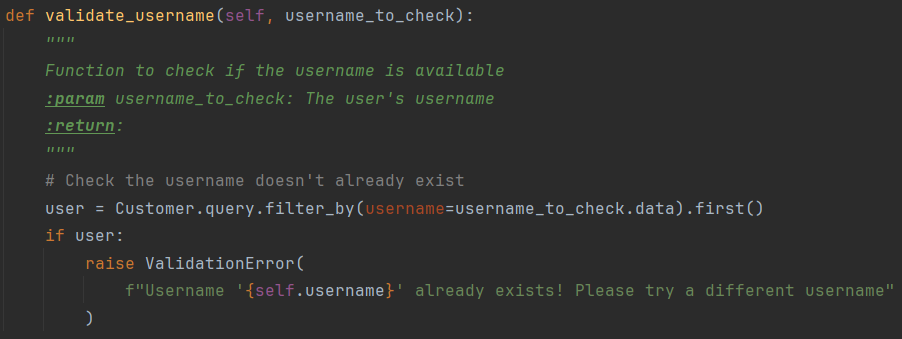 def validate_username(self, username_to_check):
    """
    Function to check if the username is available
    :param username_to_check: The user's username
    :return:
    """
    # Check the username doesn't already exist
    user = Customer.query.filter_by(username=username_to_check.data).first()
    if user:
        raise ValidationError(
            f"Username '{self.username}' already exists! Please try a different username"
        )